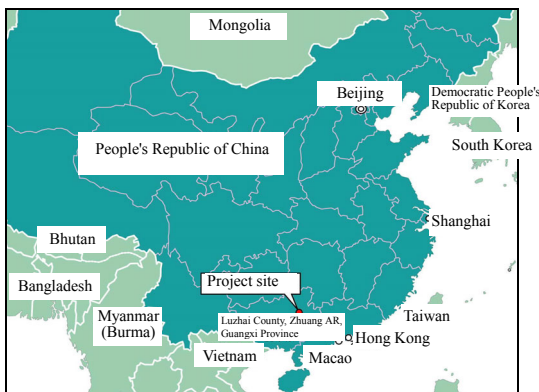 Mongolia
Beijing
Democratic People's
Republic of Korea
People's Republic of China
South Korea
Shanghai
Bhutan
Project site
Bangladesh
Myanmar
(Burma)
Luzhai County, Zhuang AR,
Guangxi Province
Taiwan
Hong Kong
Vietnam
Macao